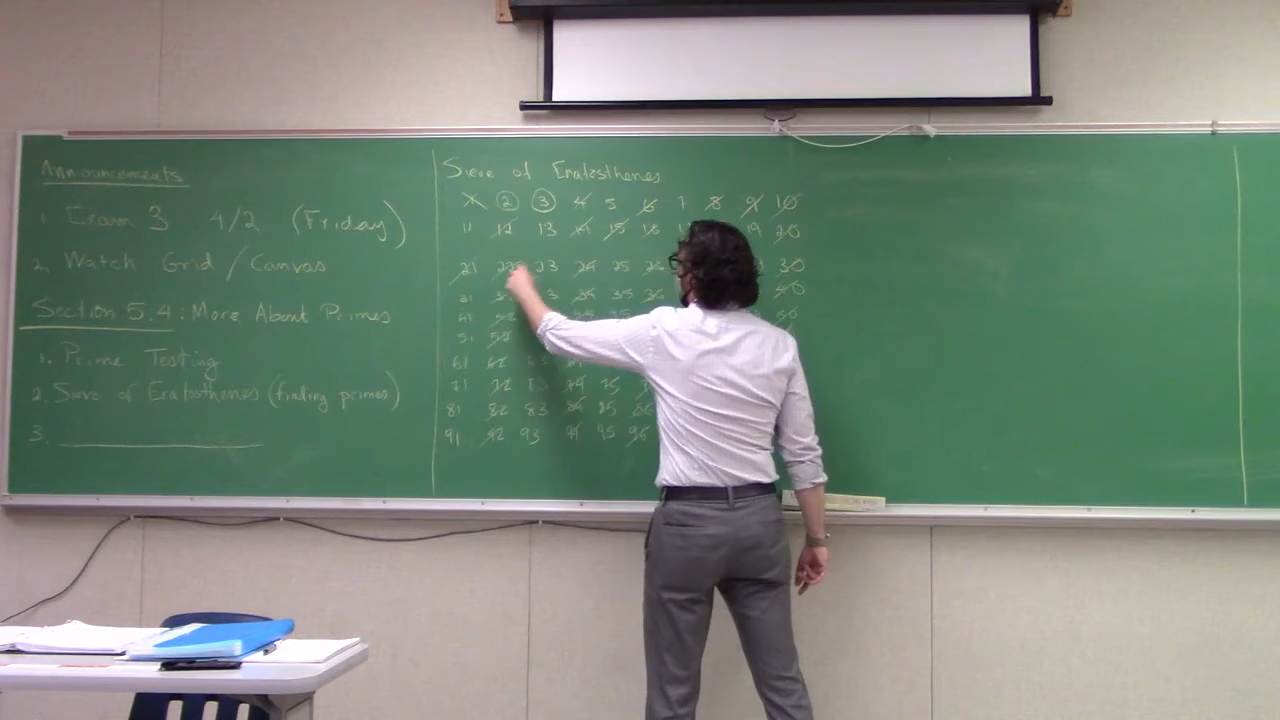 Announcements
1. Exam 3 4/2 (Friday)
2. Watch Grid / Canvas
Section 5.4: More About Primes
1. Prime Testing
2. Sieve of Eratosthenes (finding primes)
3.
Sieve of Eratosthenes
2 3 4 5 6 7 8 9 10
11 12 13 14 15 16 19 20
21 22 23 24 25 26 30
31 34 35 36 40
41 50
51
61 62
71 72 74 75
81 82 83 84 85 86
91 92 93 94 95 96